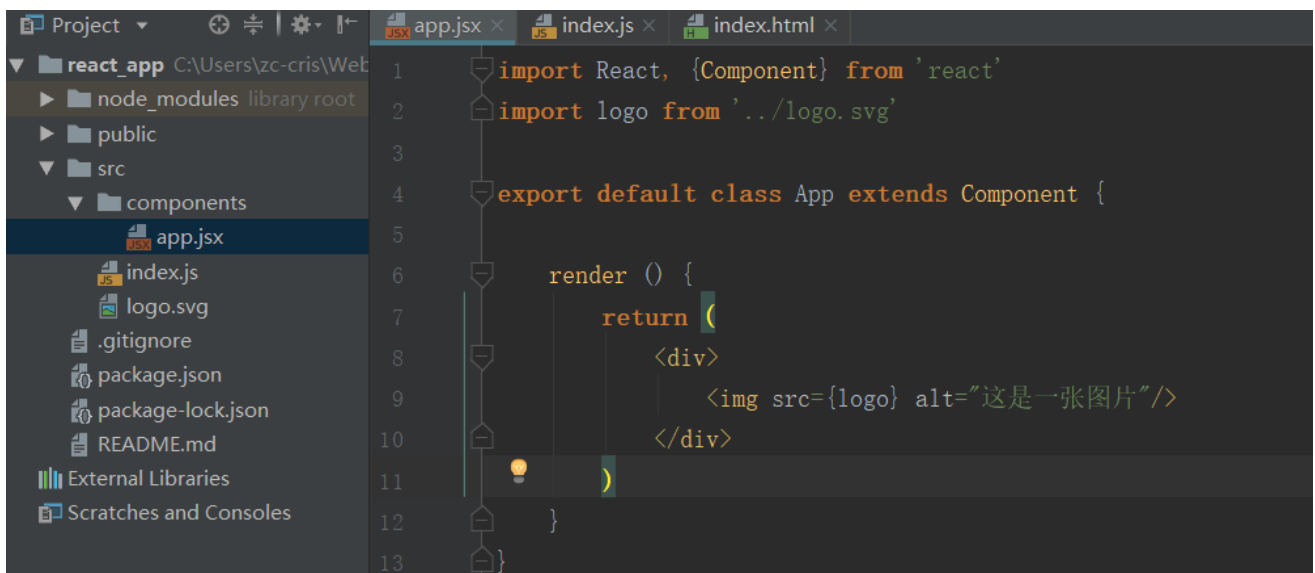 Project
app.jsx
index.js
index.html
react_app C:\Users\zc-cris\Web
node_modules library root
public
src
components
app.jsx
index.js
logo.svg
.gitignore
package.json
package-lock.json
README.md
External Libraries
Scratches and Consoles
1 import React, {Component} from 'react'
2 import logo from '../logo.svg'
3
4 export default class App extends Component {
5
6 render () {
7 return (
8 <div>
9 <img src={logo} alt="这是一张图片"/>
10 </div>
11 )
12 }
13 }